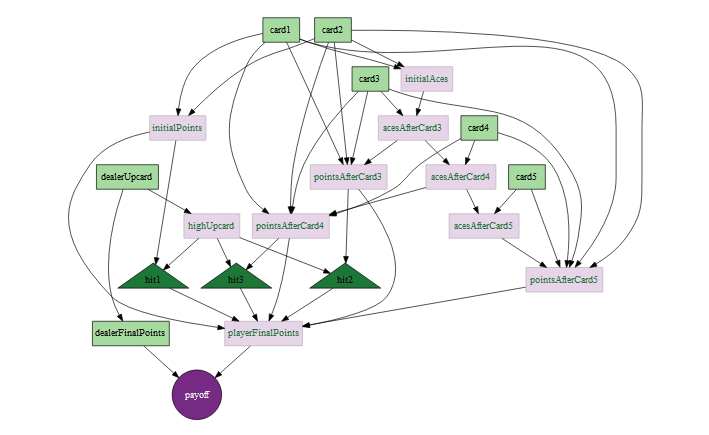 card1
card2
card3
initialAces
initialPoints
acesAfterCard3
card4
dealerUpcard
pointsAfterCard3
acesAfterCard4
card5
highUpcard
pointsAfterCard4
acesAfterCard5
hit1
hit3
hit2
pointsAfterCard5
dealerFinalPoints
playerFinalPoints
payoff